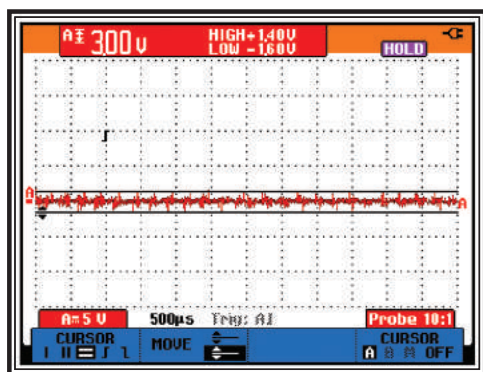 A 3.00 V HIGH+1.40V
LOW -1.60V
HOLD
A
A
A 5 V 500µs Trig: A Probe 10:1
CURSOR MOVE CURSOR
A B M OFF